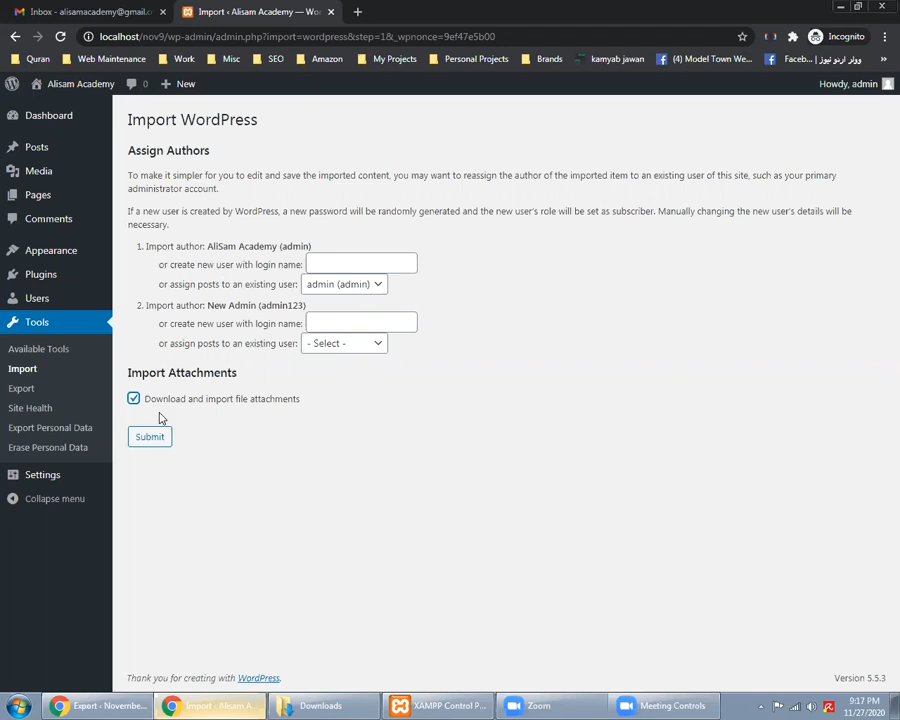 Inbox - alisamacademy@gmail.c
Import ‹ Alisam Academy — Wo
localhost/nov9/wp-admin/admin.php?import=wordpress&step=1&_wpnonce=9ef47e5b00
Incognito
Quran
Web Maintenance
Work
Misc
SEO
Amazon
My Projects
Personal Projects
Brands
kamyab jawan
(4) Model Town We...
Faceb... | وولر اردو نیوز
Alisam Academy
0
New
Howdy, admin
Dashboard
Posts
Media
Pages
Comments
Appearance
Plugins
Users
Tools
Available Tools
Import
Export
Site Health
Export Personal Data
Erase Personal Data
Settings
Collapse menu
Import WordPress
Assign Authors
To make it simpler for you to edit and save the imported content, you may want to reassign the author of the imported item to an existing user of this site, such as your primary
administrator account.
If a new user is created by WordPress, a new password will be randomly generated and the new user's role will be set as subscriber. Manually changing the new user's details will be
necessary.
1. Import author: AliSam Academy (admin)
or create new user with login name:
or assign posts to an existing user: admin (admin)
2. Import author: New Admin (admin123)
or create new user with login name:
or assign posts to an existing user: - Select -
Import Attachments
Download and import file attachments
Submit
Thank you for creating with WordPress.
Version 5.5.3
Export ‹ Novembe...
Import ‹ Alisam A...
Downloads
XAMPP Control P...
Zoom
Meeting Controls
9:17 PM
11/27/2020